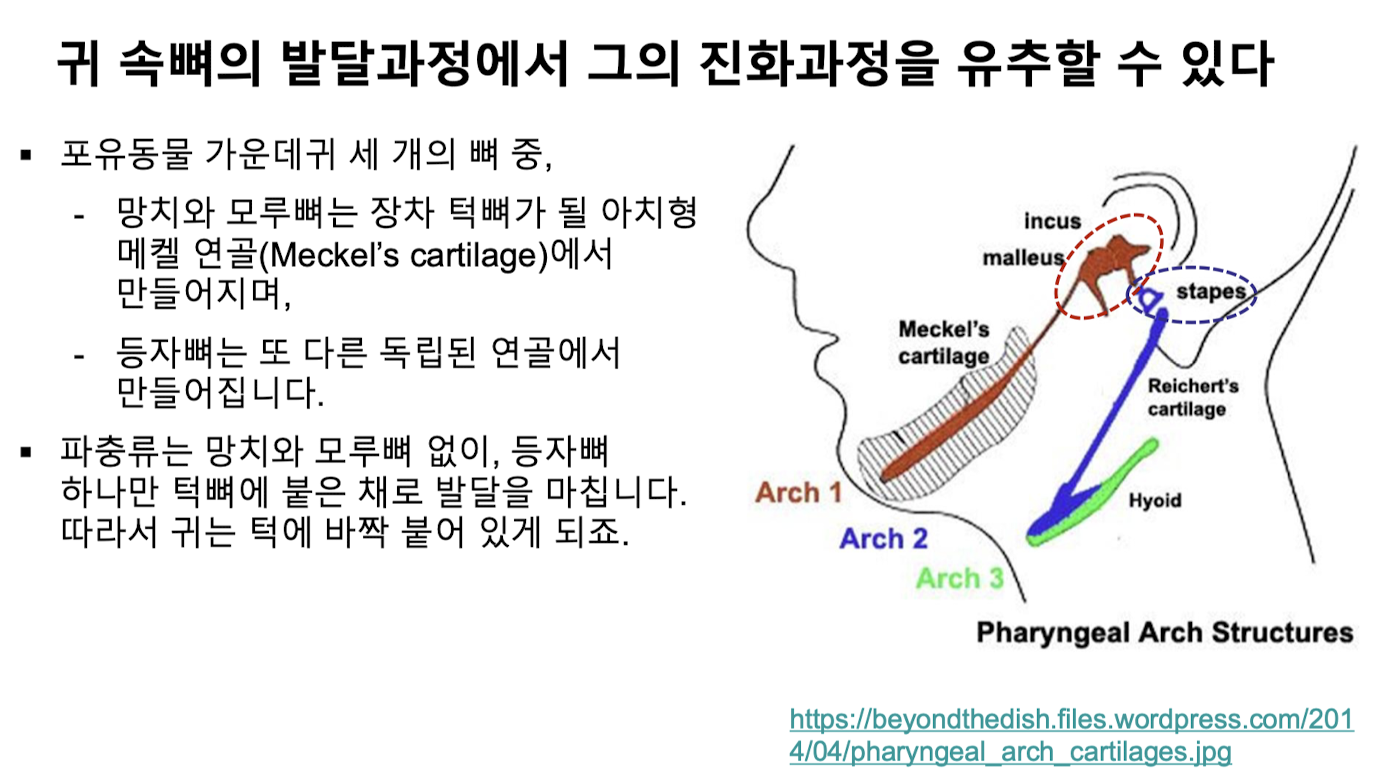 귀 속뼈의 발달과정에서 그의 진화과정을 유추할 수 있다
▪ 포유동물 가운데귀 세 개의 뼈 중,
- 망치와 모루뼈는 장차 턱뼈가 될 아치형
메켈 연골(Meckel’s cartilage)에서
만들어지며,
- 등자뼈는 또 다른 독립된 연골에서
만들어집니다.
▪ 파충류는 망치와 모루뼈 없이, 등자뼈
하나만 턱뼈에 붙은 채로 발달을 마칩니다.
따라서 귀는 턱에 바짝 붙어 있게 되죠.
incus
malleus
stapes
Meckel’s
cartilage
Reichert’s
cartilage
Hyoid
Arch 1
Arch 2
Arch 3
Pharyngeal Arch Structures
https://beyondthedish.files.wordpress.com/201
4/04/pharyngeal_arch_cartilages.jpg